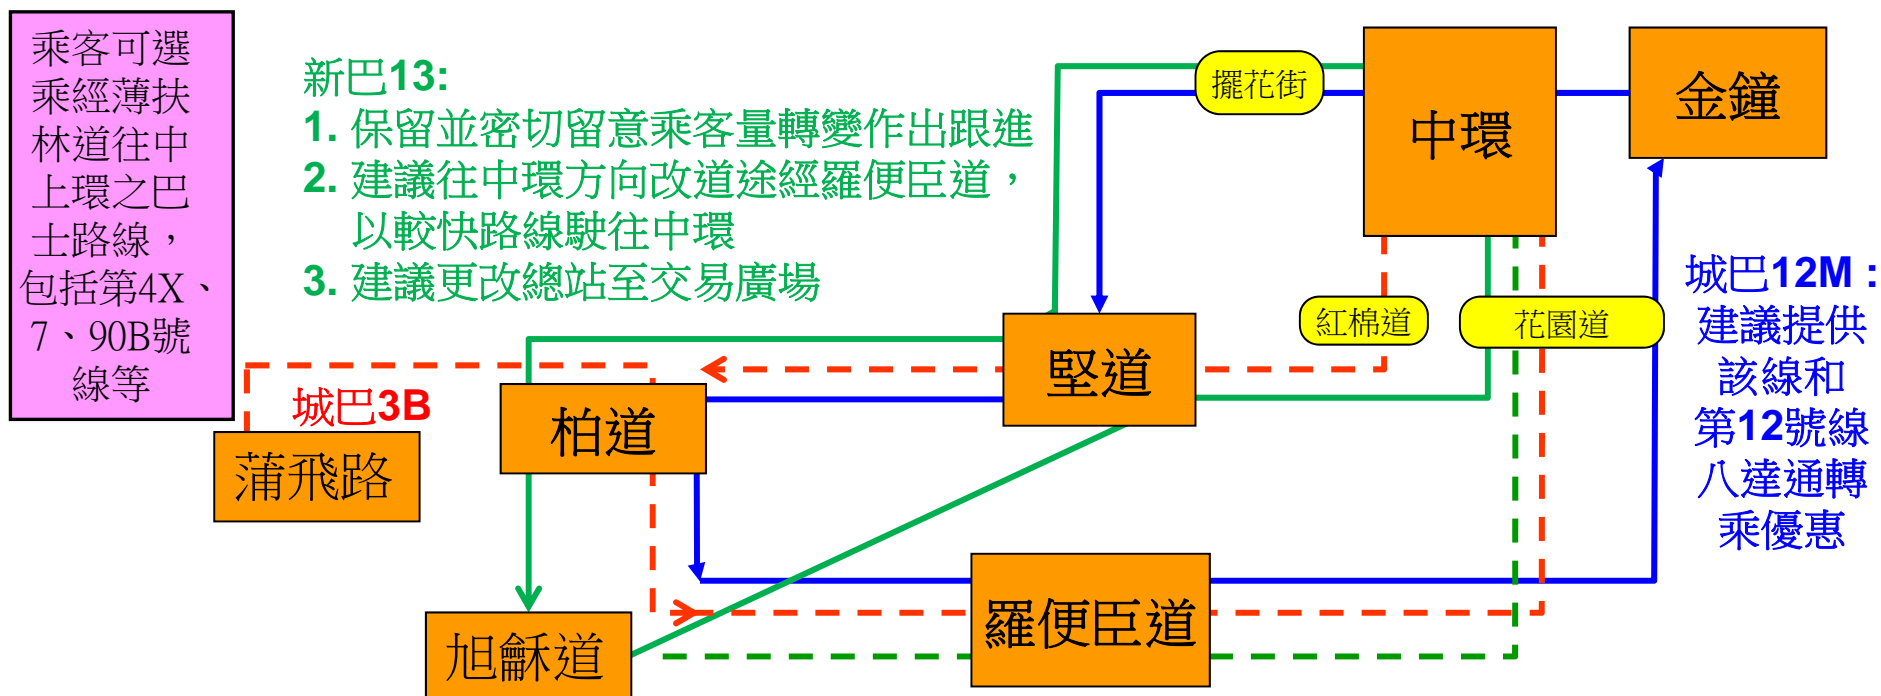 乘客可選
乘經薄扶
林道往中
上環之巴
士路線，
包括第4X、
7、90B號
線等
新巴13:
1. 保留並密切留意乘客量轉變作出跟進
2. 建議往中環方向改道途經羅便臣道，
以較快路線駛往中環
3. 建議更改總站至交易廣場
擺花街
中環
金鐘
城巴12M :
建議提供
該線和
第12號線
八達通轉
乘優惠
紅棉道
花園道
堅道
城巴3B
柏道
蒲飛路
羅便臣道
旭龢道